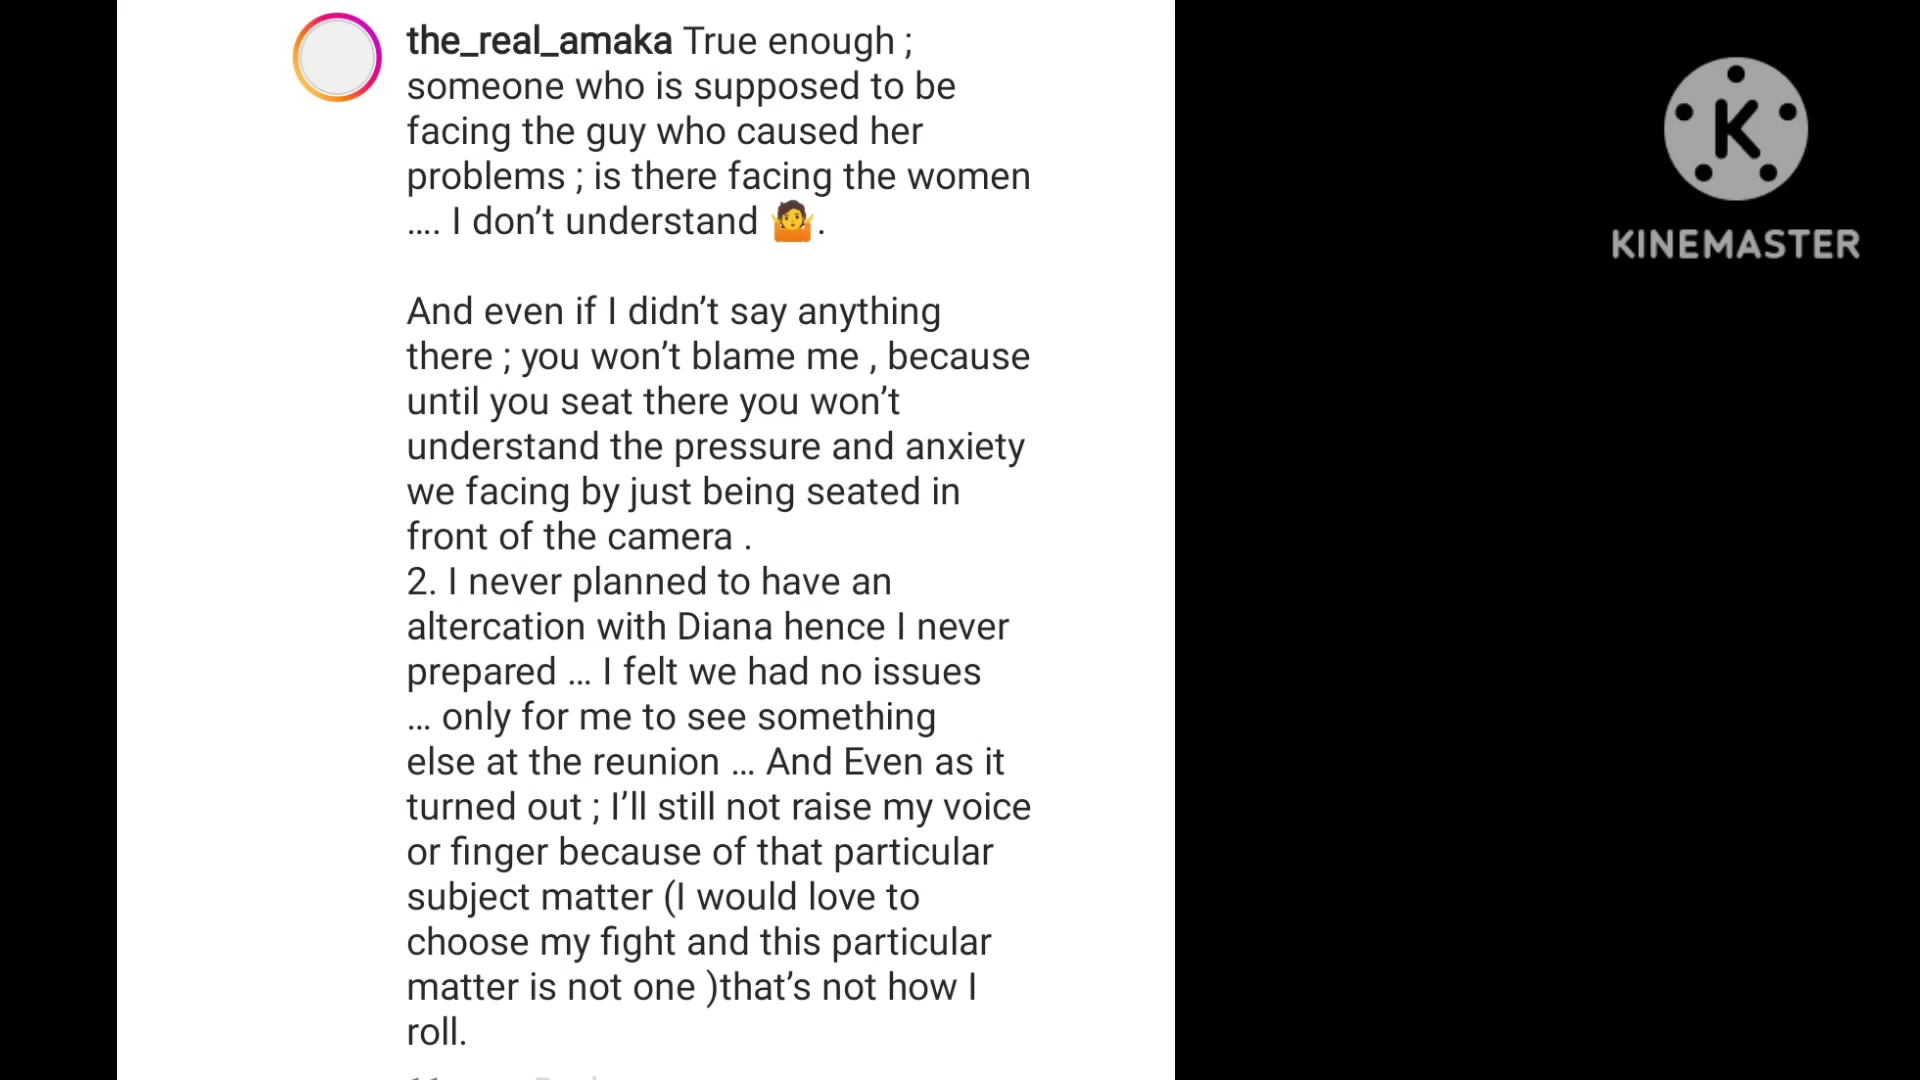 the_real_amaka True enough ;
someone who is supposed to be
facing the guy who caused her
problems ; is there facing the women
.... I don’t understand 🤷.
And even if I didn’t say anything
there ; you won’t blame me , because
until you seat there you won’t
understand the pressure and anxiety
we facing by just being seated in
front of the camera .
2. I never planned to have an
altercation with Diana hence I never
prepared ... I felt we had no issues
... only for me to see something
else at the reunion ... And Even as it
turned out ; I’ll still not raise my voice
or finger because of that particular
subject matter (I would love to
choose my fight and this particular
matter is not one )that’s not how I
roll.
K
KINEMASTER